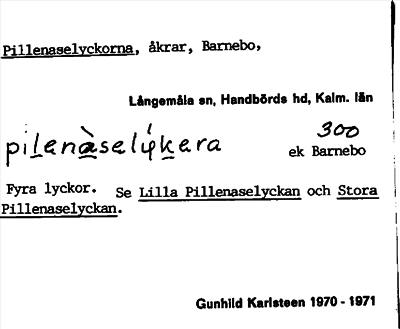 Pillenaselyckorna, åkrar, Barnebo,
Långemåla sn, Handbörds hd, Kalm. län
pilenàselýkera
300
ek Barnebo
Fyra lyckor. Se Lilla Pillenaselyckan och Stora
Pillenaselyckan.
Gunhild Karlsteen 1970 - 1971